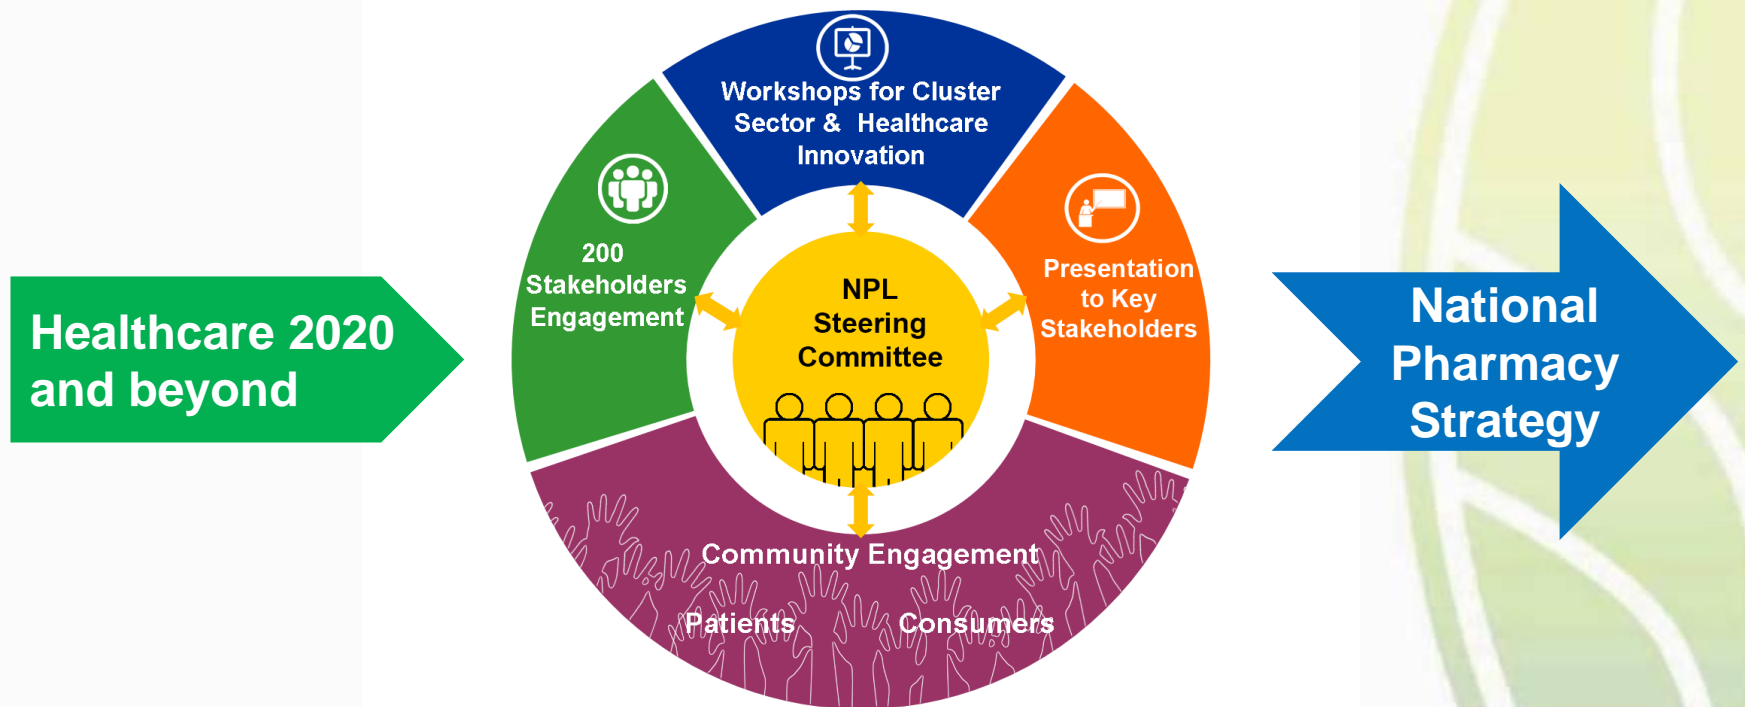 Healthcare 2020
and beyond
Workshops for Cluster
Sector & Healthcare
Innovation
200
Stakeholders
Engagement
NPL
Steering
Committee
Presentation
to Key
Stakeholders
Community Engagement
Patients
Consumers
National
Pharmacy
Strategy